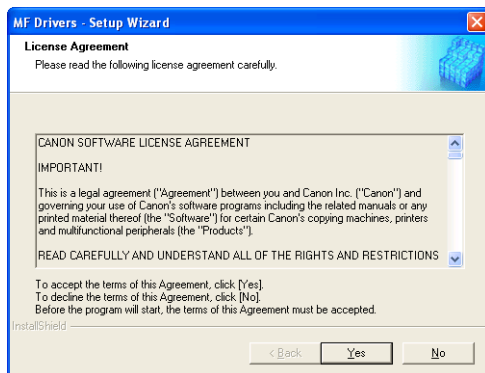 MF Drivers - Setup Wizard
License Agreement
Please read the following license agreement carefully.
CANON SOFTWARE LICENSE AGREEMENT
IMPORTANT!
This is a legal agreement ("Agreement") between you and Canon Inc. ("Canon") and
governing your use of Canon's software programs including the related manuals or any
printed material thereof (the "Software") for certain Canon's copying machines, printers
and multifunctional peripherals (the "Products").
READ CAREFULLY AND UNDERSTAND ALL OF THE RIGHTS AND RESTRICTIONS
To accept the terms of this Agreement, click [Yes].
To decline the terms of this Agreement, click [No].
Before the program will start, the terms of this Agreement must be accepted.
InstallShield
< Back Yes No